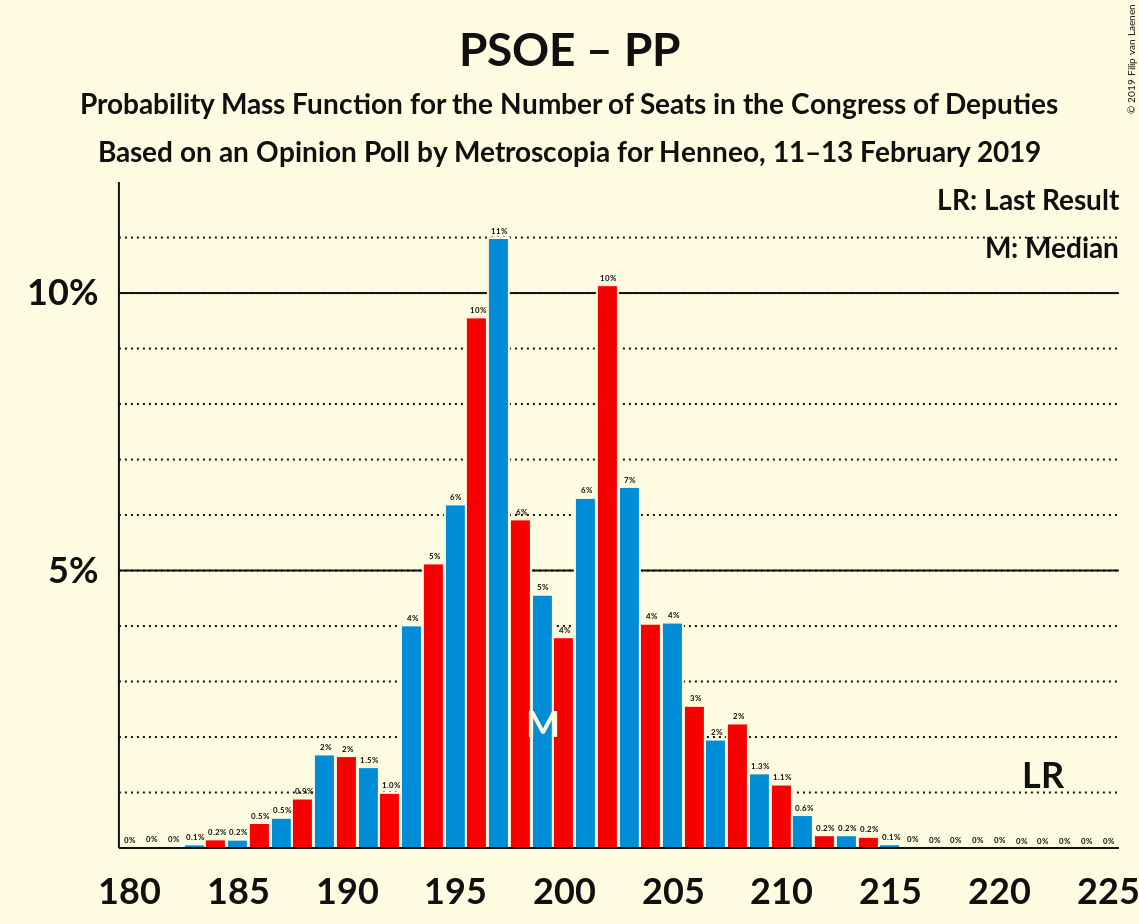 PSOE – PP
Probability Mass Function for the Number of Seats in the Congress of Deputies
Based on an Opinion Poll by Metroscopia for Henneo, 11–13 February 2019
© 2019 Filip van Laenen
LR: Last Result
M: Median
10%
5%
0% 0% 0% 0.1% 0.2% 0.2% 0.5% 0.5% 0.9% 2% 2% 1.5% 1.0% 4% 5% 6% 10% 11% 6% 5% 4% 6% 10% 7% 4% 4% 3% 2% 2% 1.3% 1.1% 0.6% 0.2% 0.2% 0.2% 0.1% 0% 0% 0% 0% 0% 0% 0% 0% 0% 0%
M
LR
180 185 190 195 200 205 210 215 220 225